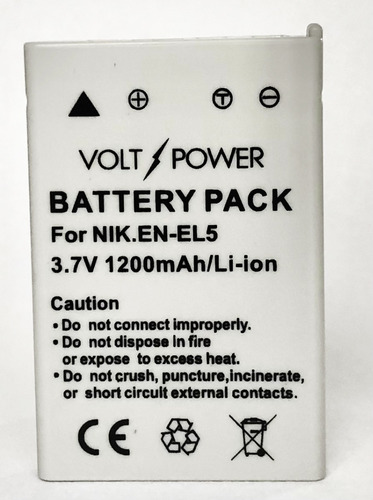 VOLT POWER
BATTERY PACK
For NIK.EN-EL5
3.7V 1200mAh/Li-ion
Caution
• Do not connect improperly.
• Do not dispose in fire
or expose to excess heat.
• Do not crush, puncture,incinerate,
or short circuit external contacts.
CE